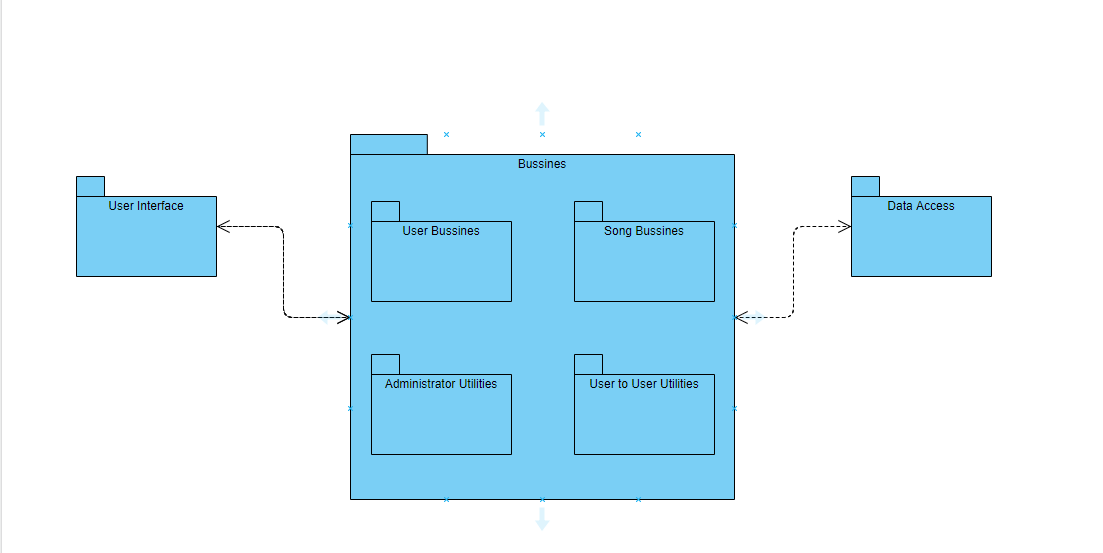 Bussines
User Interface
Data Access
User Bussines
Song Bussines
Administrator Utilities
User to User Utilities